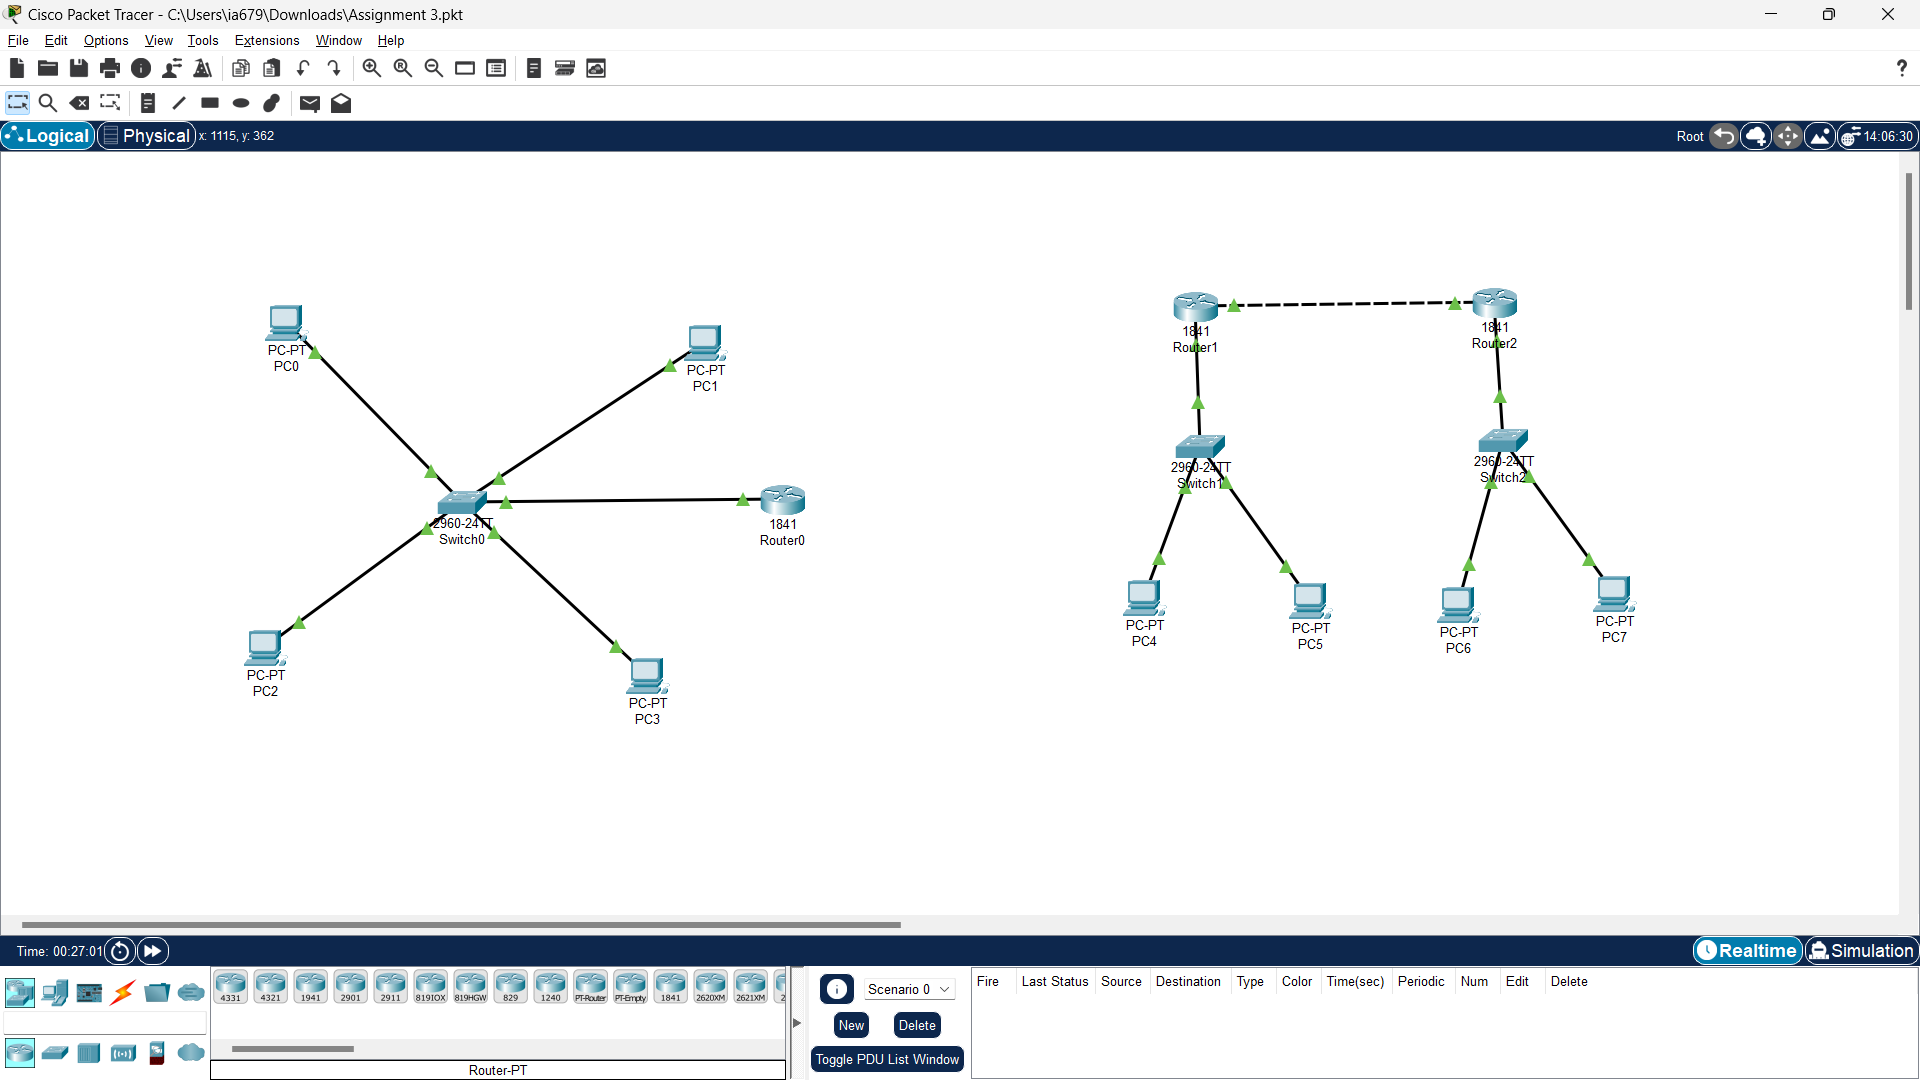 Cisco Packet Tracer - C:\Users\ia679\Downloads\Assignment 3.pkt
File Edit Options View Tools Extensions Window Help
?
Logical Physical x: 1115, y: 362 Root 14:06:30
PC-PT
PC0
PC-PT
PC1
2960-24TT
Switch0
1841
Router0
PC-PT
PC2
PC-PT
PC3
1841
Router1
1841
Router2
2960-24TT
Switch1
2960-24TT
Switch2
PC-PT
PC4
PC-PT
PC5
PC-PT
PC6
PC-PT
PC7
Time: 00:27:01 Realtime Simulation
4331 4321 1941 2901 2911 819IOX 819HGW 829 1240 PT-Router PT-Empty 1841 2620XM 2621XM 2
Router-PT
Scenario 0
New Delete
Toggle PDU List Window
Fire Last Status Source Destination Type Color Time(sec) Periodic Num Edit Delete